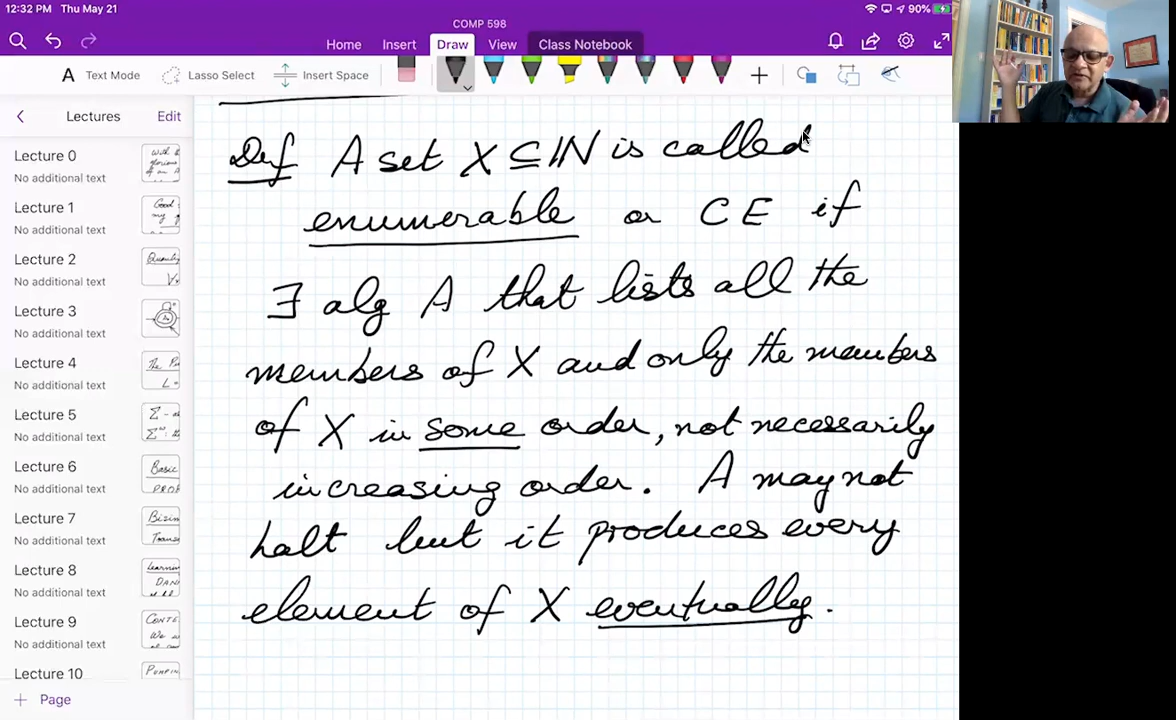 12:32 PM Thu May 21
90%
COMP 598
Home Insert Draw View Class Notebook
A Text Mode Lasso Select Insert Space
Lectures Edit
Lecture 0
No additional text
Lecture 1
No additional text
Lecture 2
No additional text
Lecture 3
No additional text
Lecture 4
No additional text
Lecture 5
No additional text
Lecture 6
No additional text
Lecture 7
No additional text
Lecture 8
No additional text
Lecture 9
No additional text
Lecture 10
+ Page
Def A set X ⊆ ℕ is called
enumerable or CE if
∃ alg A that lists all the
members of X and only the members
of X in some order, not necessarily
increasing order. A may not
halt but it produces every
element of X eventually.